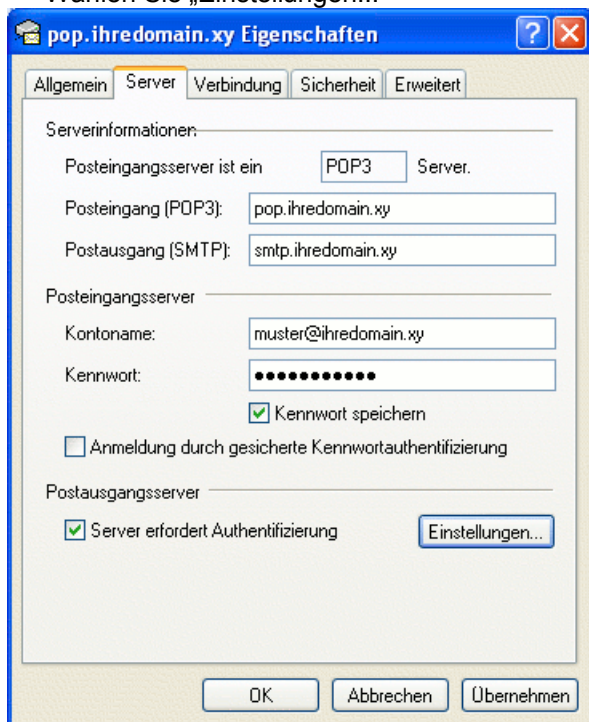 Wählen Sie „Einstellungen...
pop.ihredomain.xy Eigenschaften
Allgemein Server Verbindung Sicherheit Erweitert
Serverinformationen
Posteingangsserver ist ein POP3 Server.
Posteingang (POP3): pop.ihredomain.xy
Postausgang (SMTP): smtp.ihredomain.xy
Posteingangsserver
Kontoname: muster@ihredomain.xy
Kennwort: ●●●●●●●●●●●
Kennwort speichern
Anmeldung durch gesicherte Kennwortauthentifizierung
Postausgangsserver
Server erfordert Authentifizierung Einstellungen...
OK Abbrechen Übernehmen